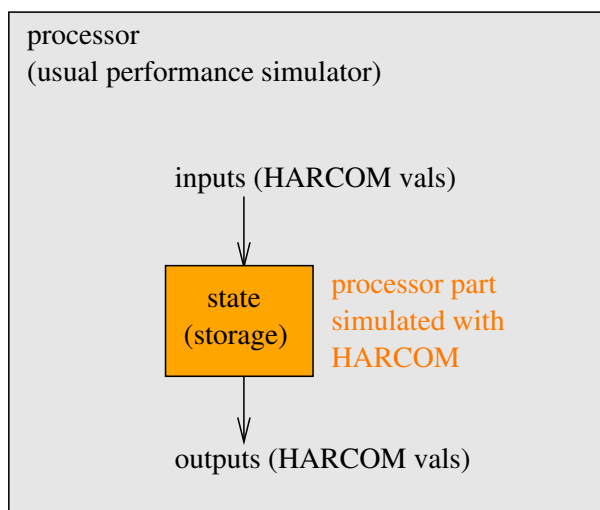 processor
(usual performance simulator)
inputs (HARCOM vals)
state
(storage)
processor part
simulated with
HARCOM
outputs (HARCOM vals)